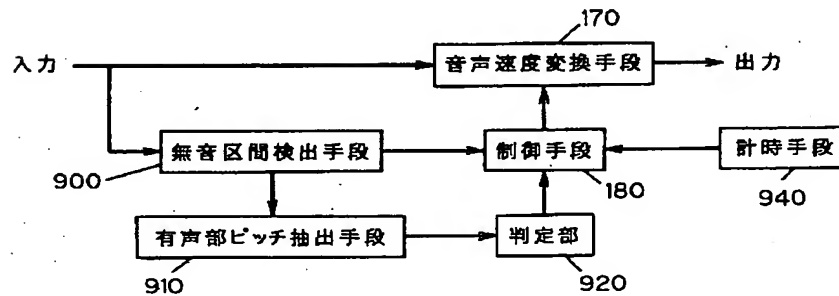 170
入力
音声速度変換手段
出力
無音区間検出手段
制御手段
計時手段
900
180
940
有声部ピッチ抽出手段
判定部
910
920